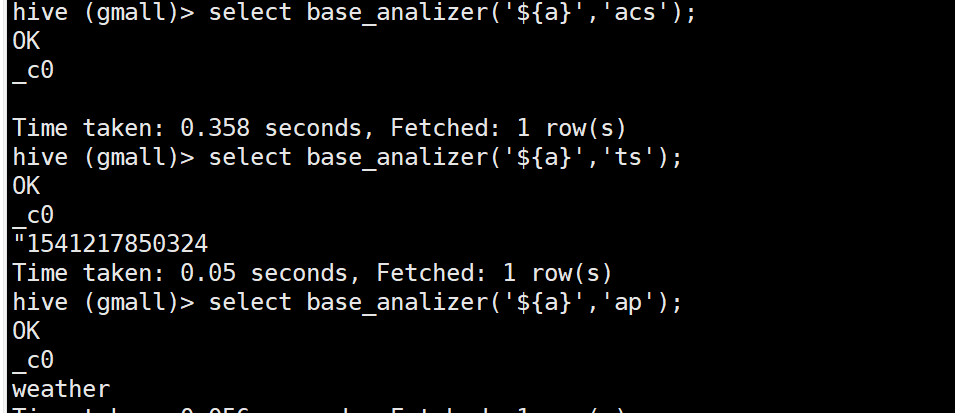 hive (gmall)> select base_analizer('${a}','acs');
OK
_c0
Time taken: 0.358 seconds, Fetched: 1 row(s)
hive (gmall)> select base_analizer('${a}','ts');
OK
_c0
"1541217850324
Time taken: 0.05 seconds, Fetched: 1 row(s)
hive (gmall)> select base_analizer('${a}','ap');
OK
_c0
weather